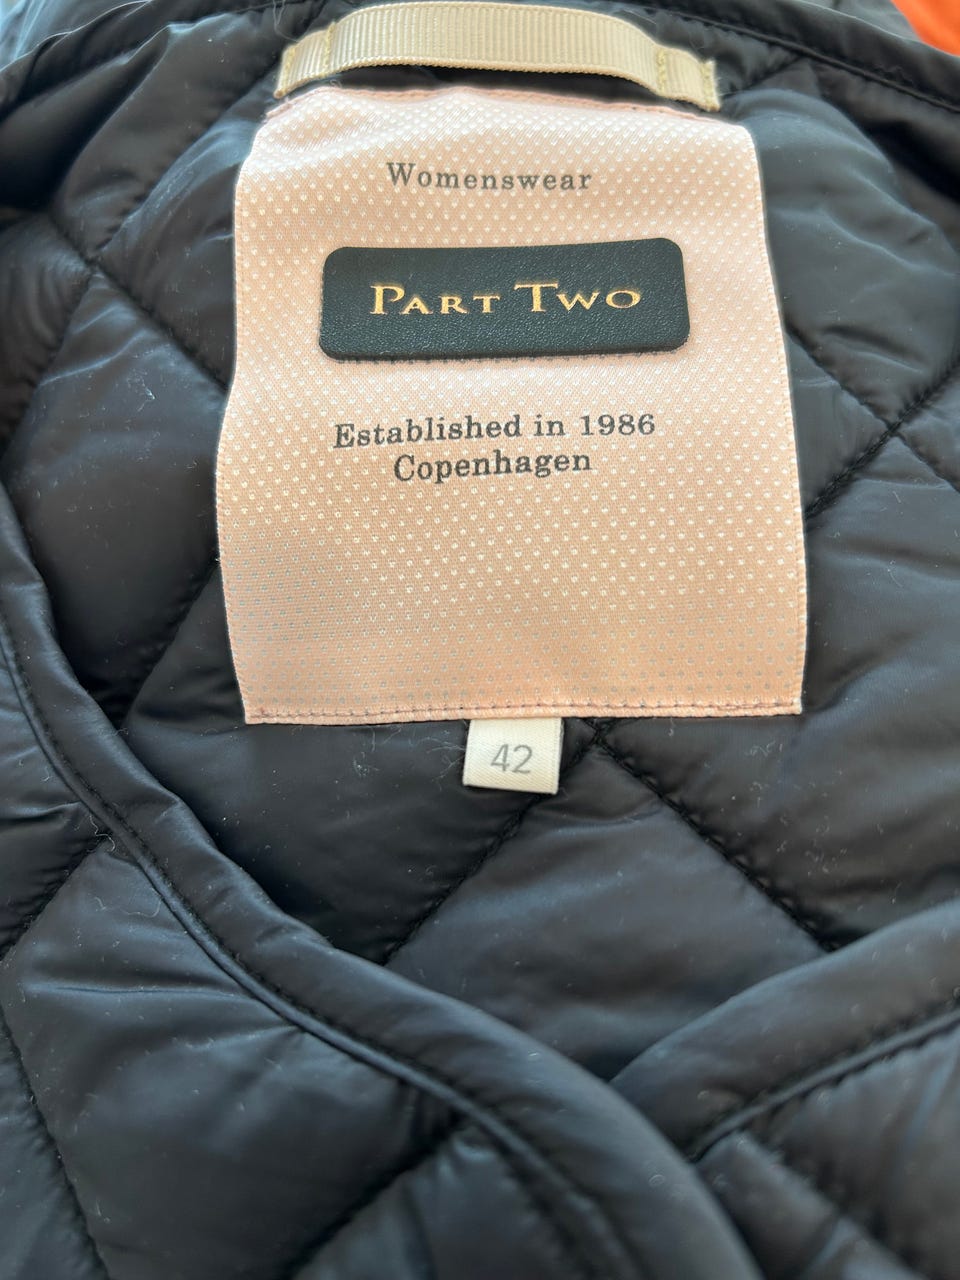 Womenswear
PART TWO
Established in 1986
Copenhagen
42